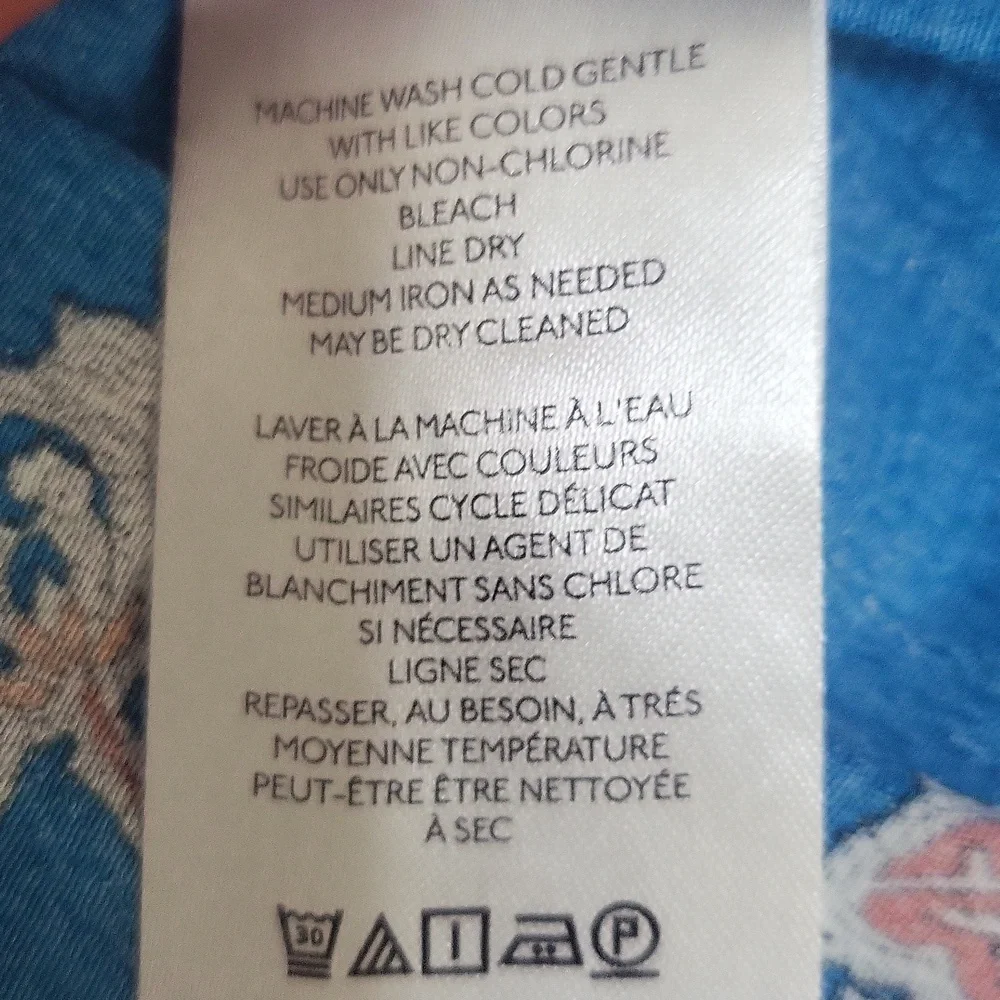 MACHINE WASH COLD GENTLE
WITH LIKE COLORS
USE ONLY NON-CHLORINE
BLEACH
LINE DRY
MEDIUM IRON AS NEEDED
MAY BE DRY CLEANED
LAVER À LA MACHINE À L'EAU
FROIDE AVEC COULEURS
SIMILAIRES CYCLE DÉLICAT
UTILISER UN AGENT DE
BLANCHIMENT SANS CHLORE
SI NÉCESSAIRE
LIGNE SEC
REPASSER, AU BESOIN, À TRÉS
MOYENNE TEMPÉRATURE
PEUT-ÊTRE ÊTRE NETTOYÉE
À SEC
30 P